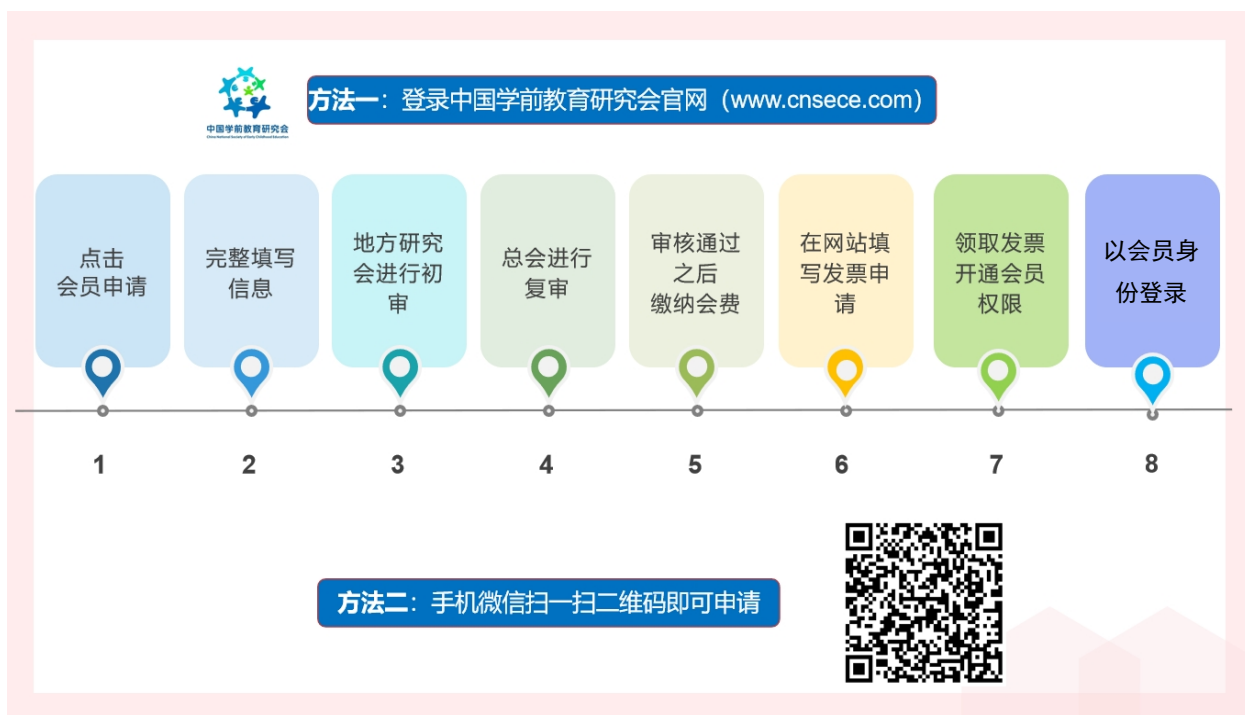 中国学前教育研究会
方法一：登录中国学前教育研究会官网（www.cnsece.com）
点击
会员申请
完整填写
信息
地方研究
会进行初
审
总会进行
复审
审核通过
之后
缴纳会费
在网站填
写发票申
请
领取发票
开通会员
权限
以会员身
份登录
1
2
3
4
5
6
7
8
方法二：手机微信扫一扫二维码即可申请